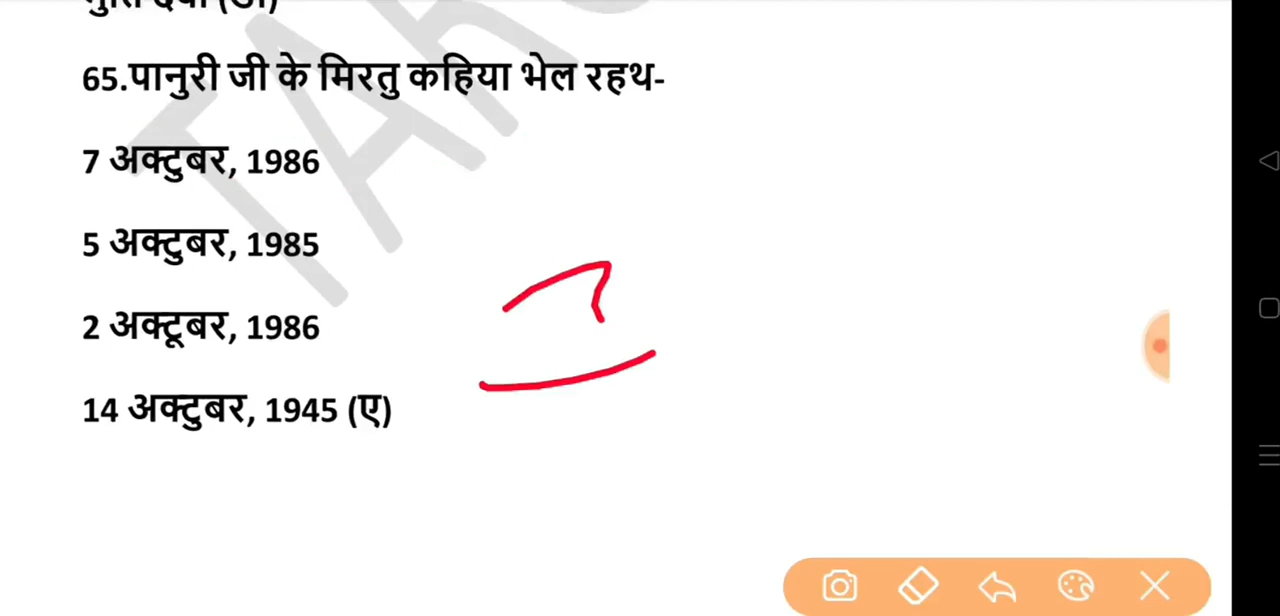 65.पानुरी जी के मिरतु कहिया भेल रहथ-
7 अक्टुबर, 1986
5 अक्टुबर, 1985
2 अक्टूबर, 1986
14 अक्टुबर, 1945 (ए)